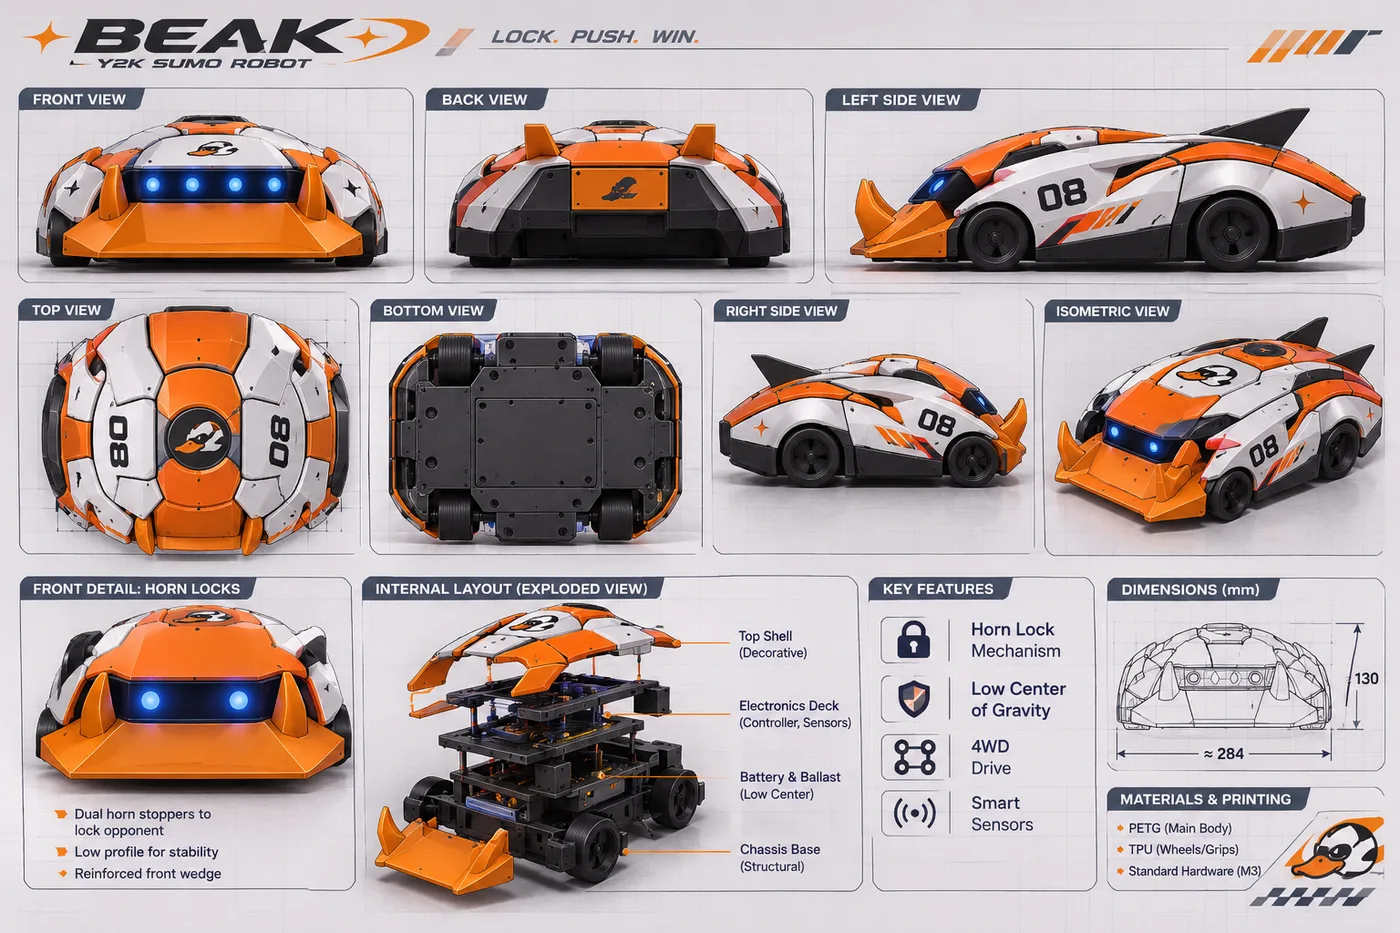 BEAK
Y2K SUMO ROBOT
LOCK. PUSH. WIN.
FRONT VIEW
BACK VIEW
LEFT SIDE VIEW
08
TOP VIEW
08
08
BOTTOM VIEW
RIGHT SIDE VIEW
08
ISOMETRIC VIEW
08
FRONT DETAIL: HORN LOCKS
Dual horn stoppers to
lock opponent
Low profile for stability
Reinforced front wedge
INTERNAL LAYOUT (EXPLODED VIEW)
Top Shell
(Decorative)
Electronics Deck
(Controller, Sensors)
Battery & Ballast
(Low Center)
Chassis Base
(Structural)
KEY FEATURES
Horn Lock
Mechanism
Low Center
of Gravity
4WD
Drive
Smart
Sensors
DIMENSIONS (mm)
130
≈ 284
MATERIALS & PRINTING
PETG (Main Body)
TPU (Wheels/Grips)
Standard Hardware (M3)